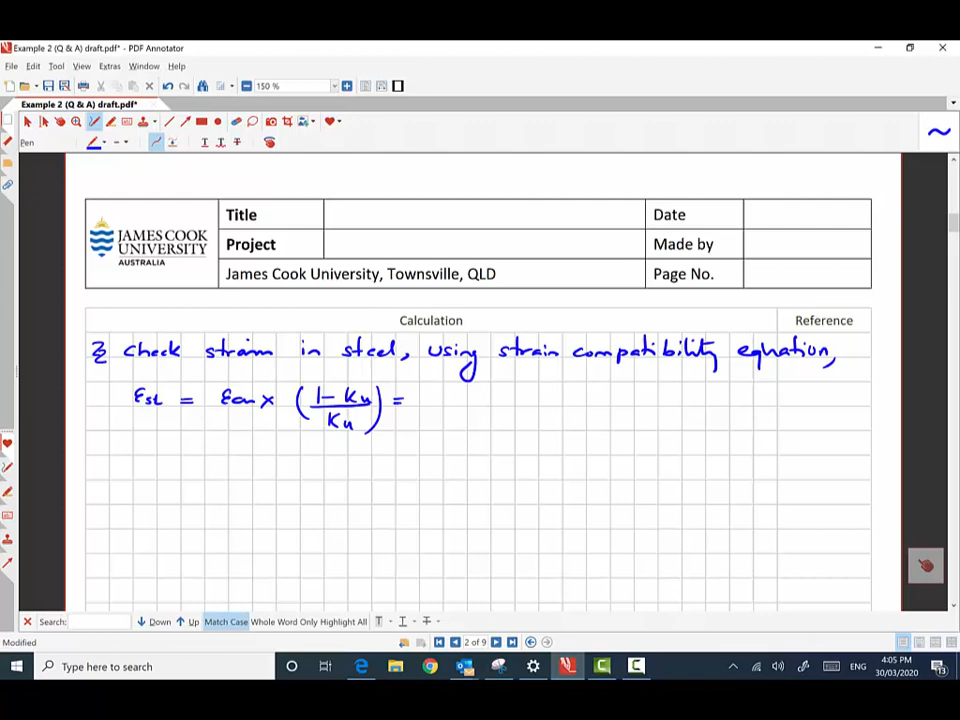 Example 2 (Q & A) draft.pdf* - PDF Annotator
File Edit Tool View Extras Window Help
150 %
Example 2 (Q & A) draft.pdf*
Pen
JAMES COOK
UNIVERSITY
AUSTRALIA
Title
Date
Project
Made by
James Cook University, Townsville, QLD
Page No.
Calculation
Reference
check strain in steel, using strain compatibility equation,
εst = εcu × (1 - Ku / Ku) =
Search:
Down Up Match Case Whole Word Only Highlight All
Modified
2 of 9
Type here to search
ENG
4:05 PM
30/03/2020
13